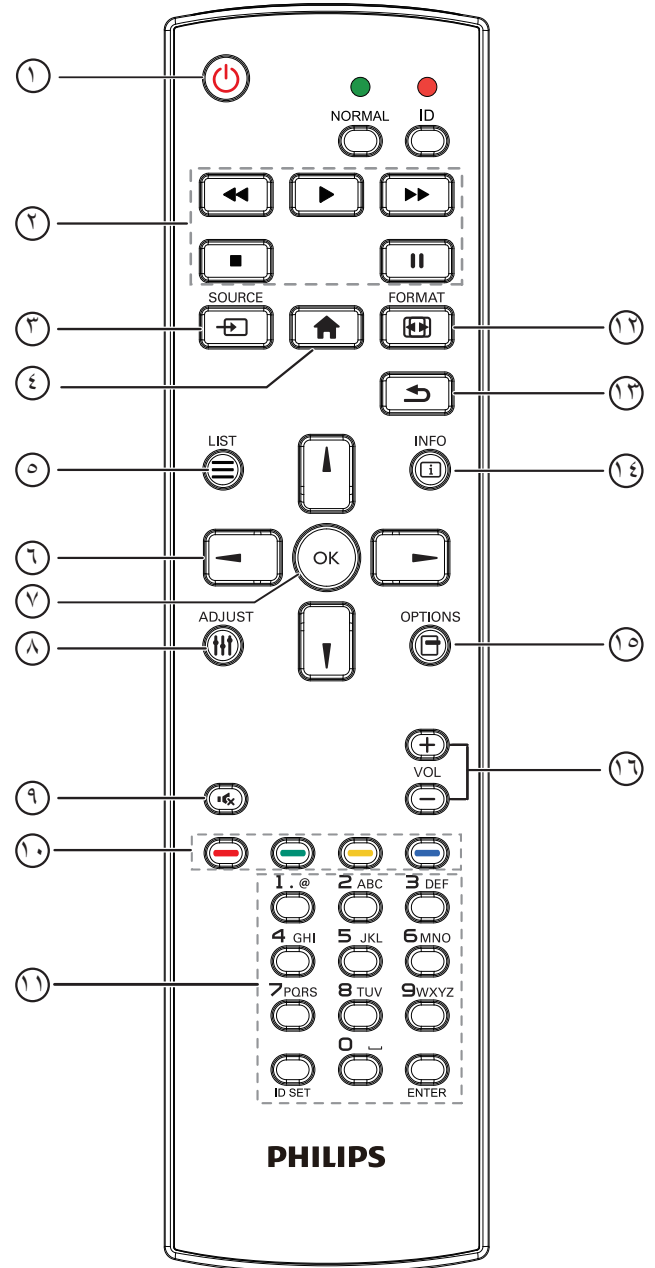 ١
NORMAL ID
٢
SOURCE FORMAT
٣ ١٢
٤
١٣
LIST INFO
٥ i ١٤
٦
OK
٧
ADJUST OPTIONS
٨ ١٥
+
VOL ١٦
٩ −
١٠
1.@ 2 ABC 3 DEF
4 GHI 5 JKL 6 MNO
١١
7 PQRS 8 TUV 9 WXYZ
0 ⎵
ID SET ENTER
PHILIPS